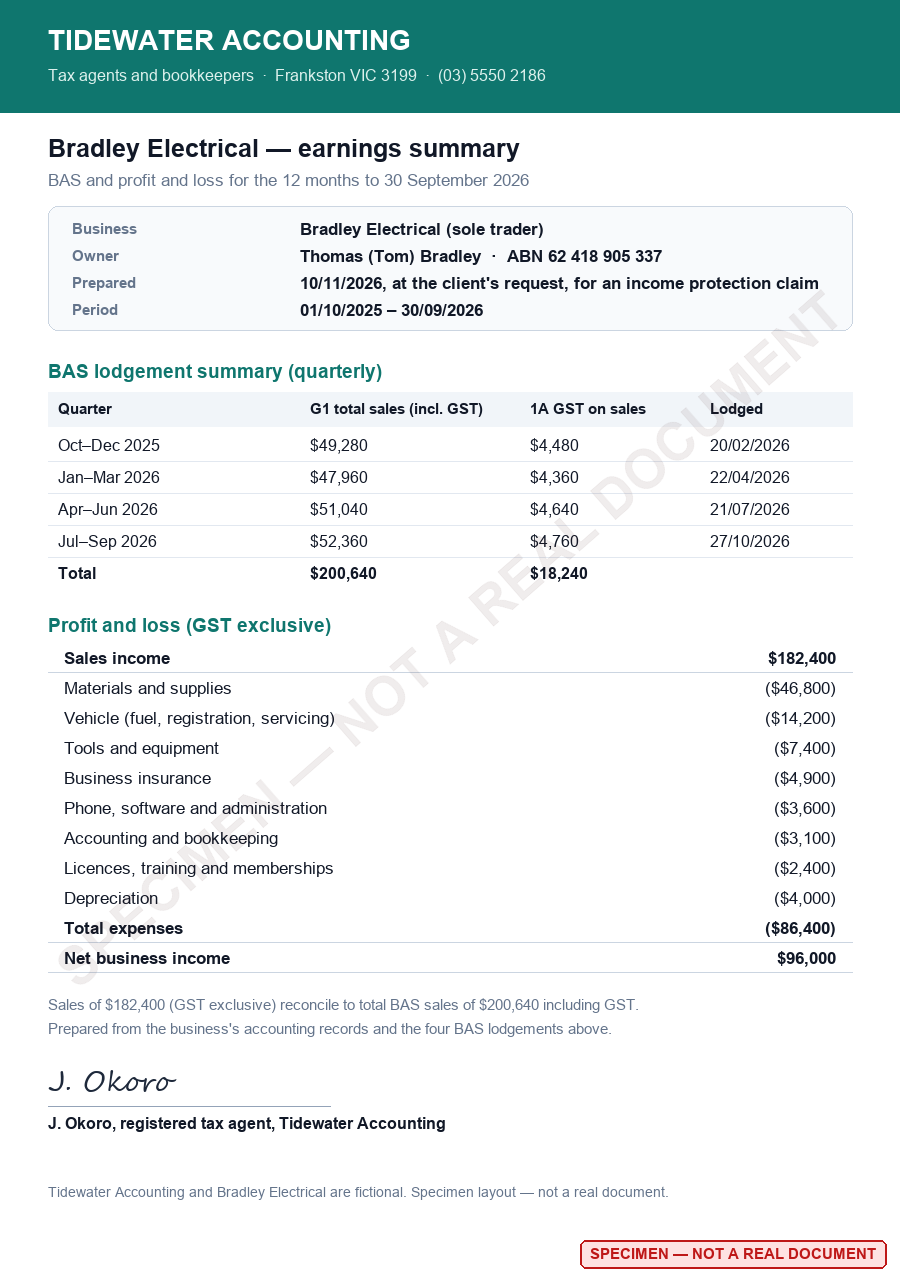 TIDEWATER ACCOUNTING
Tax agents and bookkeepers · Frankston VIC 3199 · (03) 5550 2186
Bradley Electrical — earnings summary
BAS and profit and loss for the 12 months to 30 September 2026
Business Bradley Electrical (sole trader)
Owner Thomas (Tom) Bradley · ABN 62 418 905 337
Prepared 10/11/2026, at the client's request, for an income protection claim
Period 01/10/2025 – 30/09/2026
BAS lodgement summary (quarterly)
Quarter G1 total sales (incl. GST) 1A GST on sales Lodged
Oct–Dec 2025 $49,280 $4,480 20/02/2026
Jan–Mar 2026 $47,960 $4,360 22/04/2026
Apr–Jun 2026 $51,040 $4,640 21/07/2026
Jul–Sep 2026 $52,360 $4,760 27/10/2026
Total $200,640 $18,240
Profit and loss (GST exclusive)
Sales income $182,400
Materials and supplies ($46,800)
Vehicle (fuel, registration, servicing) ($14,200)
Tools and equipment ($7,400)
Business insurance ($4,900)
Phone, software and administration ($3,600)
Accounting and bookkeeping ($3,100)
Licences, training and memberships ($2,400)
Depreciation ($4,000)
Total expenses ($86,400)
Net business income $96,000
Sales of $182,400 (GST exclusive) reconcile to total BAS sales of $200,640 including GST.
Prepared from the business's accounting records and the four BAS lodgements above.
J. Okoro
J. Okoro, registered tax agent, Tidewater Accounting
Tidewater Accounting and Bradley Electrical are fictional. Specimen layout — not a real document.
SPECIMEN — NOT A REAL DOCUMENT
SPECIMEN — NOT A REAL DOCUMENT